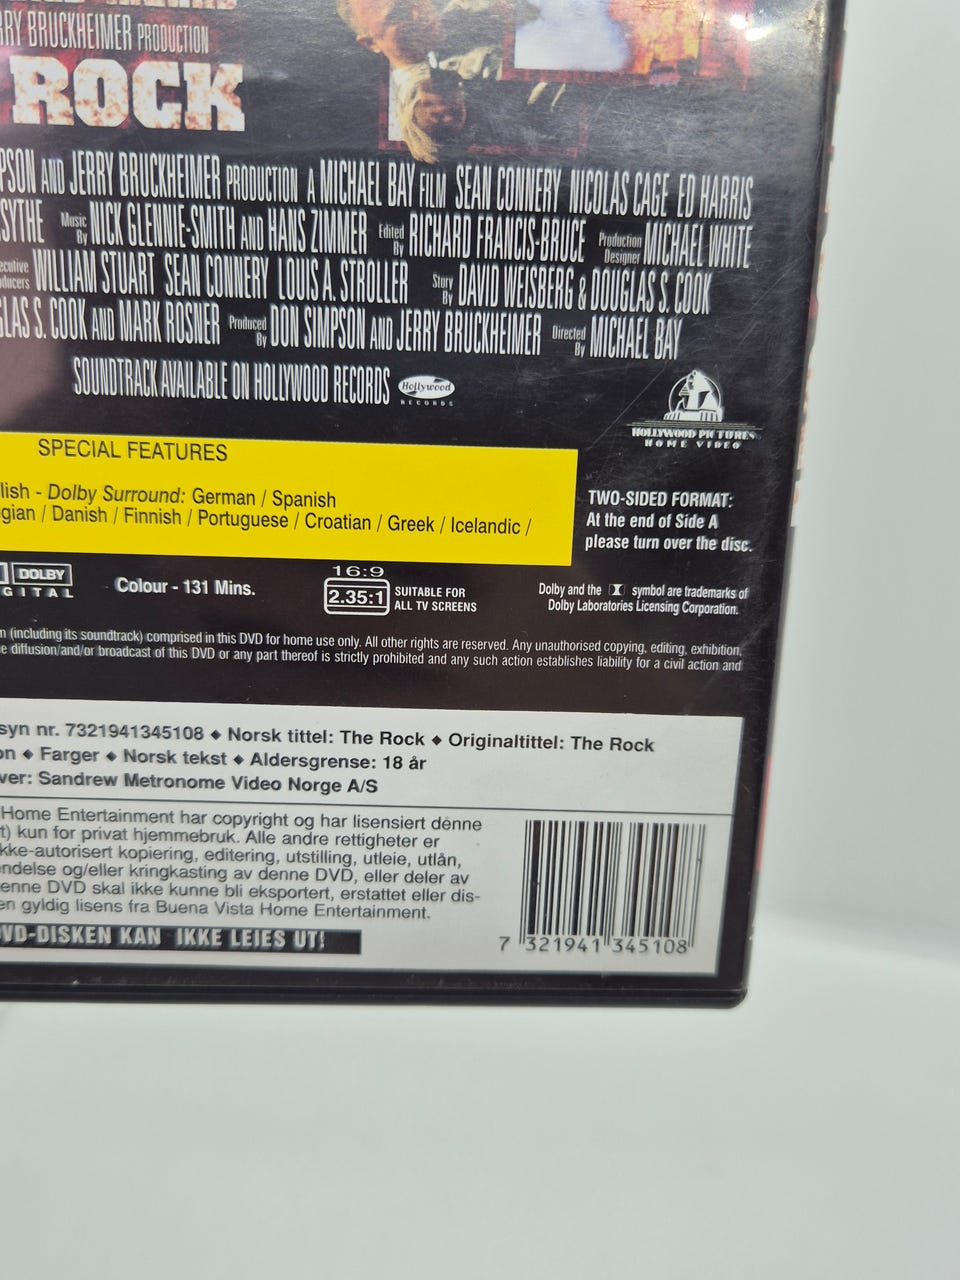 RRY BRUCKHEIMER PRODUCTION
ROCK
PSON AND JERRY BRUCKHEIMER PRODUCTION A MICHAEL BAY FILM SEAN CONNERY NICOLAS CAGE ED HARRIS
SYTHE Music By NICK GLENNIE-SMITH AND HANS ZIMMER Edited By RICHARD FRANCIS-BRUCE Production Designer MICHAEL WHITE
ecutive ducers WILLIAM STUART SEAN CONNERY LOUIS A. STROLLER Story By DAVID WEISBERG & DOUGLAS S. COOK
GLAS S. COOK AND MARK ROSNER Produced By DON SIMPSON AND JERRY BRUCKHEIMER Directed By MICHAEL BAY
SOUNDTRACK AVAILABLE ON HOLLYWOOD RECORDS Hollywood RECORDS
HOLLYWOOD PICTURES
HOME VIDEO
SPECIAL FEATURES
lish - Dolby Surround: German / Spanish
gian / Danish / Finnish / Portuguese / Croatian / Greek / Icelandic /
TWO-SIDED FORMAT:
At the end of Side A
please turn over the disc.
DOLBY
GITAL
Colour - 131 Mins.
16:9
2.35:1
SUITABLE FOR
ALL TV SCREENS
Dolby and the symbol are trademarks of
Dolby Laboratories Licensing Corporation.
n (including its soundtrack) comprised in this DVD for home use only. All other rights are reserved. Any unauthorised copying, editing, exhibition,
e diffusion/and/or broadcast of this DVD or any part thereof is strictly prohibited and any such action establishes liability for a civil action and
syn nr. 7321941345108 ◆ Norsk tittel: The Rock ◆ Originaltittel: The Rock
on ◆ Farger ◆ Norsk tekst ◆ Aldersgrense: 18 år
ver: Sandrew Metronome Video Norge A/S
Home Entertainment har copyright og har lisensiert denne
t) kun for privat hjemmebruk. Alle andre rettigheter er
kke-autorisert kopiering, editering, utstilling, utleie, utlån,
ndelse og/eller kringkasting av denne DVD, eller deler av
enne DVD skal ikke kunne bli eksportert, erstattet eller dis-
en gyldig lisens fra Buena Vista Home Entertainment.
VD-DISKEN KAN IKKE LEIES UT!
7 321941 345108